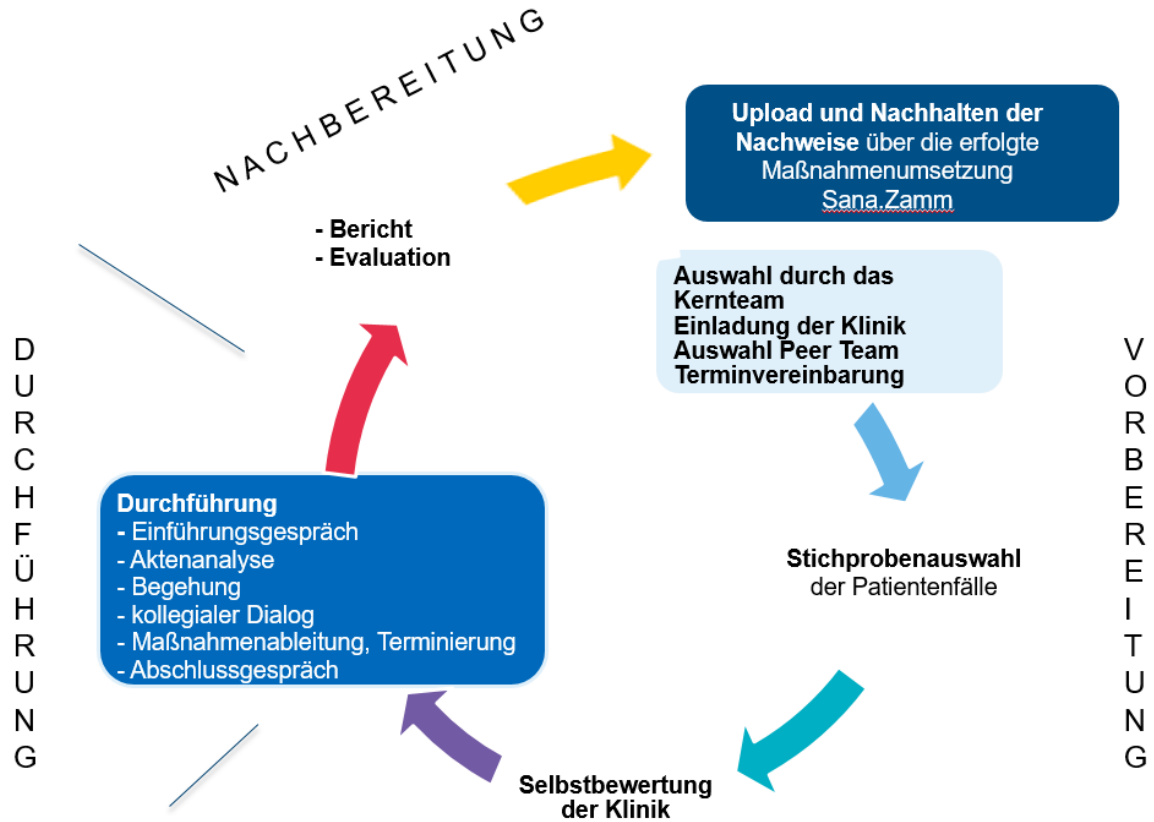 NACHBEREITUNG
Upload und Nachhalten der
Nachweise über die erfolgte
Maßnahmenumsetzung
Sana.Zamm
- Bericht
- Evaluation
Auswahl durch das
Kernteam
Einladung der Klinik
Auswahl Peer Team
Terminvereinbarung
VORBEREITUNG
Stichprobenauswahl
der Patientenfälle
Selbstbewertung
der Klinik
DURCHFÜHRUNG
Durchführung
- Einführungsgespräch
- Aktenanalyse
- Begehung
- kollegialer Dialog
- Maßnahmenableitung, Terminierung
- Abschlussgespräch